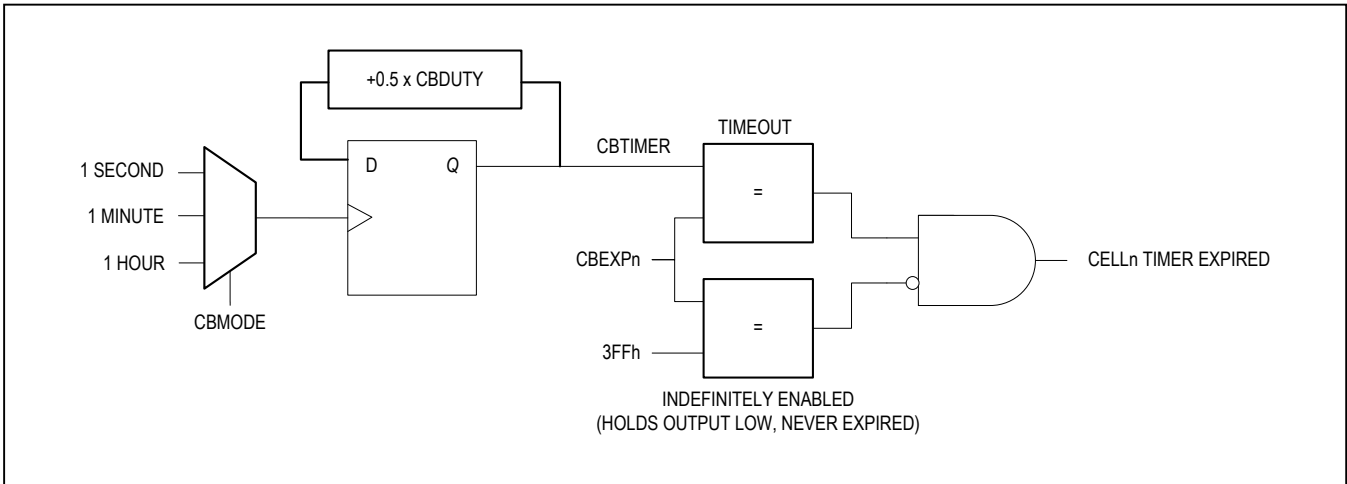 +0.5 x CBDUTY
TIMEOUT
1 SECOND
1 MINUTE
1 HOUR
CBMODE
D
Q
CBTIMER
=
CBEXPn
=
3FFh
CELLn TIMER EXPIRED
INDEFINITELY ENABLED
(HOLDS OUTPUT LOW, NEVER EXPIRED)